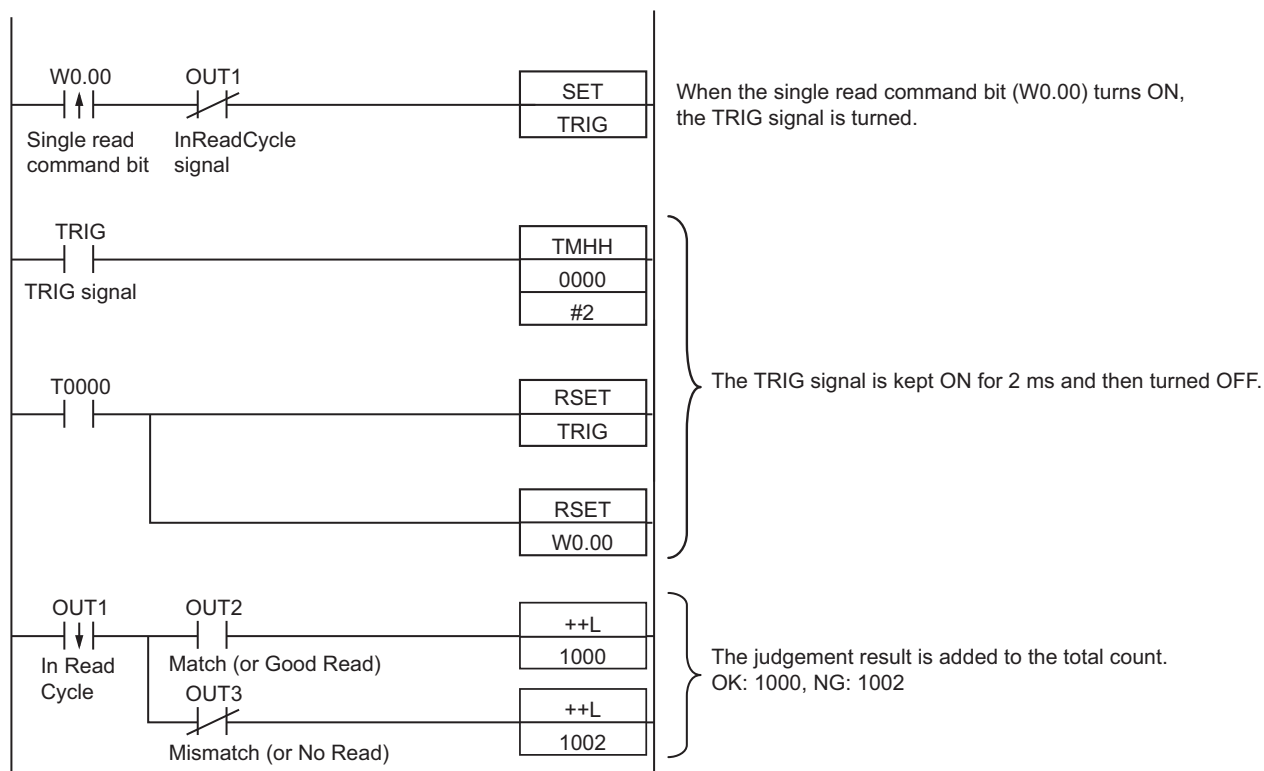 W0.00 OUT1 SET
TRIG
Single read command bit
InReadCycle signal
When the single read command bit (W0.00) turns ON,
the TRIG signal is turned.
TRIG TMHH
0000
#2
TRIG signal
T0000 RSET
TRIG
RSET
W0.00
The TRIG signal is kept ON for 2 ms and then turned OFF.
OUT1 OUT2 ++L
1000
In Read
Cycle
Match (or Good Read)
OUT3 ++L
1002
Mismatch (or No Read)
The judgement result is added to the total count.
OK: 1000, NG: 1002